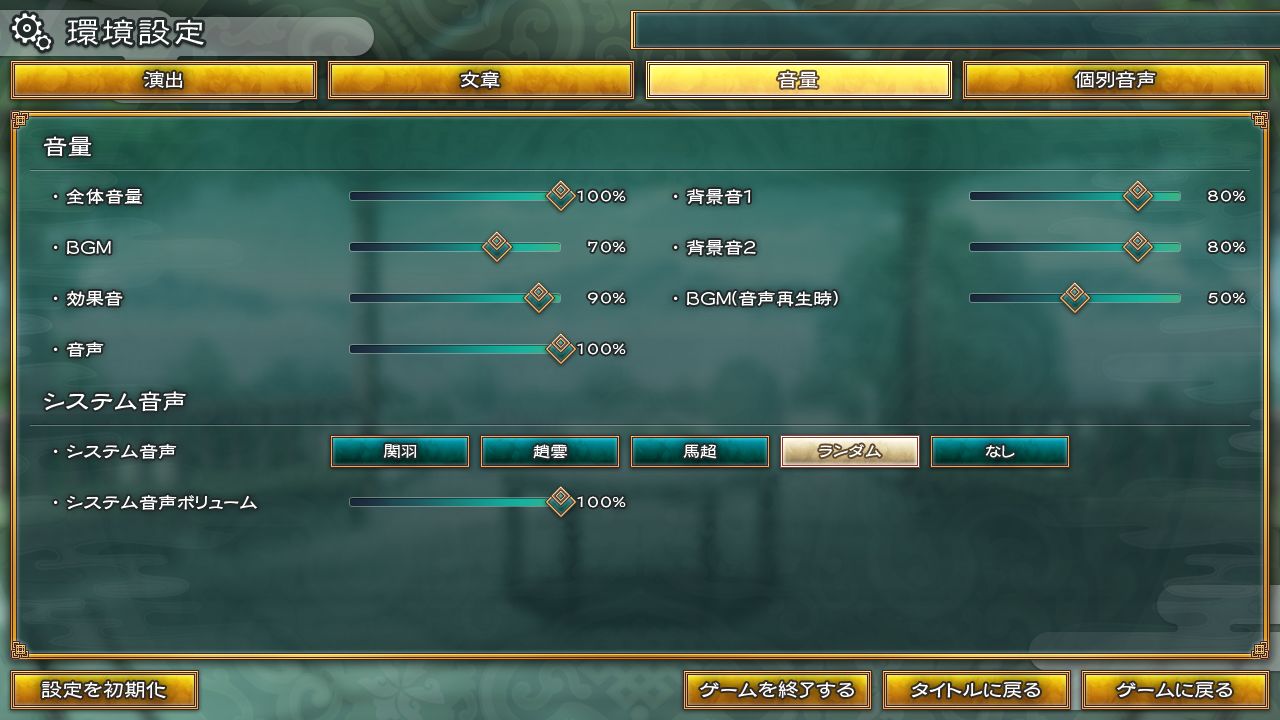 環境設定
演出 文章 音量 個別音声
音量
・全体音量 100% ・背景音1 80%
・BGM 70% ・背景音2 80%
・効果音 90% ・BGM(音声再生時) 50%
・音声 100%
システム音声
・システム音声 関羽 趙雲 馬超 ランダム なし
・システム音声ボリューム 100%
設定を初期化 ゲームを終了する タイトルに戻る ゲームに戻る